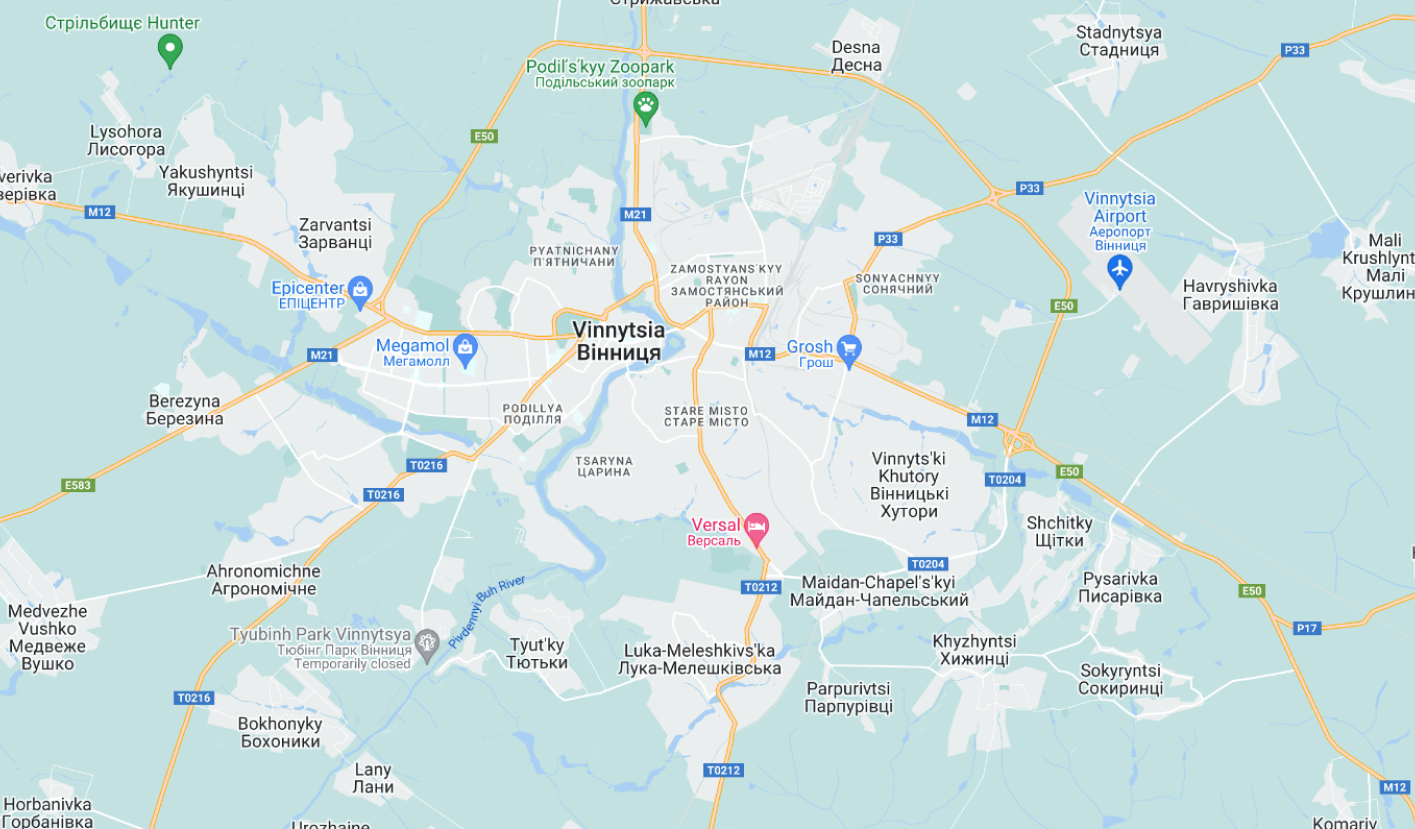 Стрижавська
Стрільбищє Hunter
Desna
Десна
Stadnytsya
Стадниця
P33
Podil's'kyy Zoopark
Подільський зоопарк
E50
Lysohora
Лисогора
Yakushyntsi
Якушинці
verivka
зерівка
M12
P33
Vinnytsia
Airport
Аеропорт
Вінниця
M21
Zarvantsi
Зарванці
P33
PYATNICHANY
П'ЯТНИЧАНИ
Mali
Krushlynt
Малі
Крушлин
ZAMOSTYANS'KYY
RAYON
ЗАМОСТЯНСЬКИЙ
РАЙОН
SONYACHNYY
СОНЯЧНИЙ
Epicenter
ЕПІЦЕНТР
Havryshivka
Гавришівка
E50
Vinnytsia
Вінниця
Megamol
Мегамолл
M21
M12
Grosh
Грош
Berezyna
Березина
PODILLYA
ПОДІЛЛЯ
STARE MISTO
СТАРЕ МІСТО
M12
TSARYNA
ЦАРИНА
T0216
Vinnyts'ki
Khutory
Вінницькі
Хутори
E583
T0216
T0204
E50
Versal
Версаль
Shchitky
Щітки
Ahronomichne
Агрономічне
T0204
T0212
Maidan-Chapel's'kyi
Майдан-Чапельський
Pysarivka
Писарівка
E50
Pivdennyi Buh River
Medvezhe
Vushko
Медвеже
Вушко
Tyubinh Park Vinnytsya
Тюбінг Парк Вінниця
Temporarily closed
Tyut'ky
Тютьки
Luka-Meleshkivs'ka
Лука-Мелешківська
Khyzhyntsi
Хижинці
P17
Sokyryntsi
Сокиринці
T0216
Parpurivtsi
Парпурівці
Bokhonyky
Бохоники
T0212
Lany
Лани
M12
Horbanivka
Горбанівка
Urozhaine
Komariv